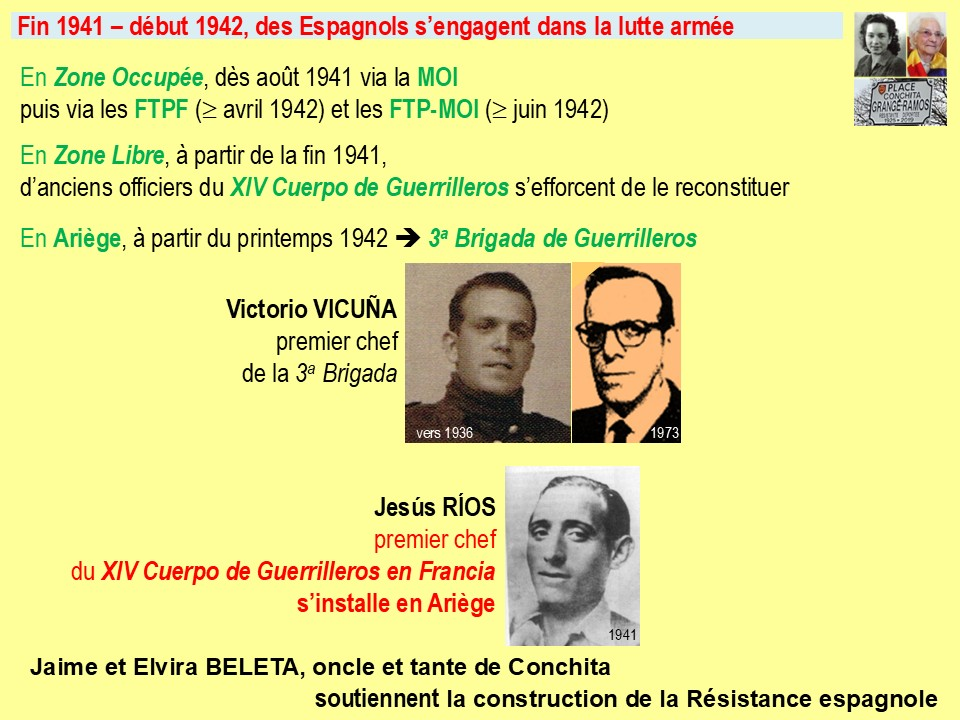 Fin 1941 – début 1942, des Espagnols s’engagent dans la lutte armée
PLACE
CONCHITA
GRANGÉ-RAMOS
RÉSISTANTE DÉPORTÉE
1925 - 2019
En Zone Occupée, dès août 1941 via la MOI
puis via les FTPF (≥ avril 1942) et les FTP-MOI (≥ juin 1942)
En Zone Libre, à partir de la fin 1941,
d’anciens officiers du XIV Cuerpo de Guerrilleros s’efforcent de le reconstituer
En Ariège, à partir du printemps 1942 ➔ 3ª Brigada de Guerrilleros
Victorio VICUÑA
premier chef
de la 3ª Brigada
vers 1936
1973
Jesús RÍOS
premier chef
du XIV Cuerpo de Guerrilleros en Francia
s’installe en Ariège
1941
Jaime et Elvira BELETA, oncle et tante de Conchita
soutiennent la construction de la Résistance espagnole